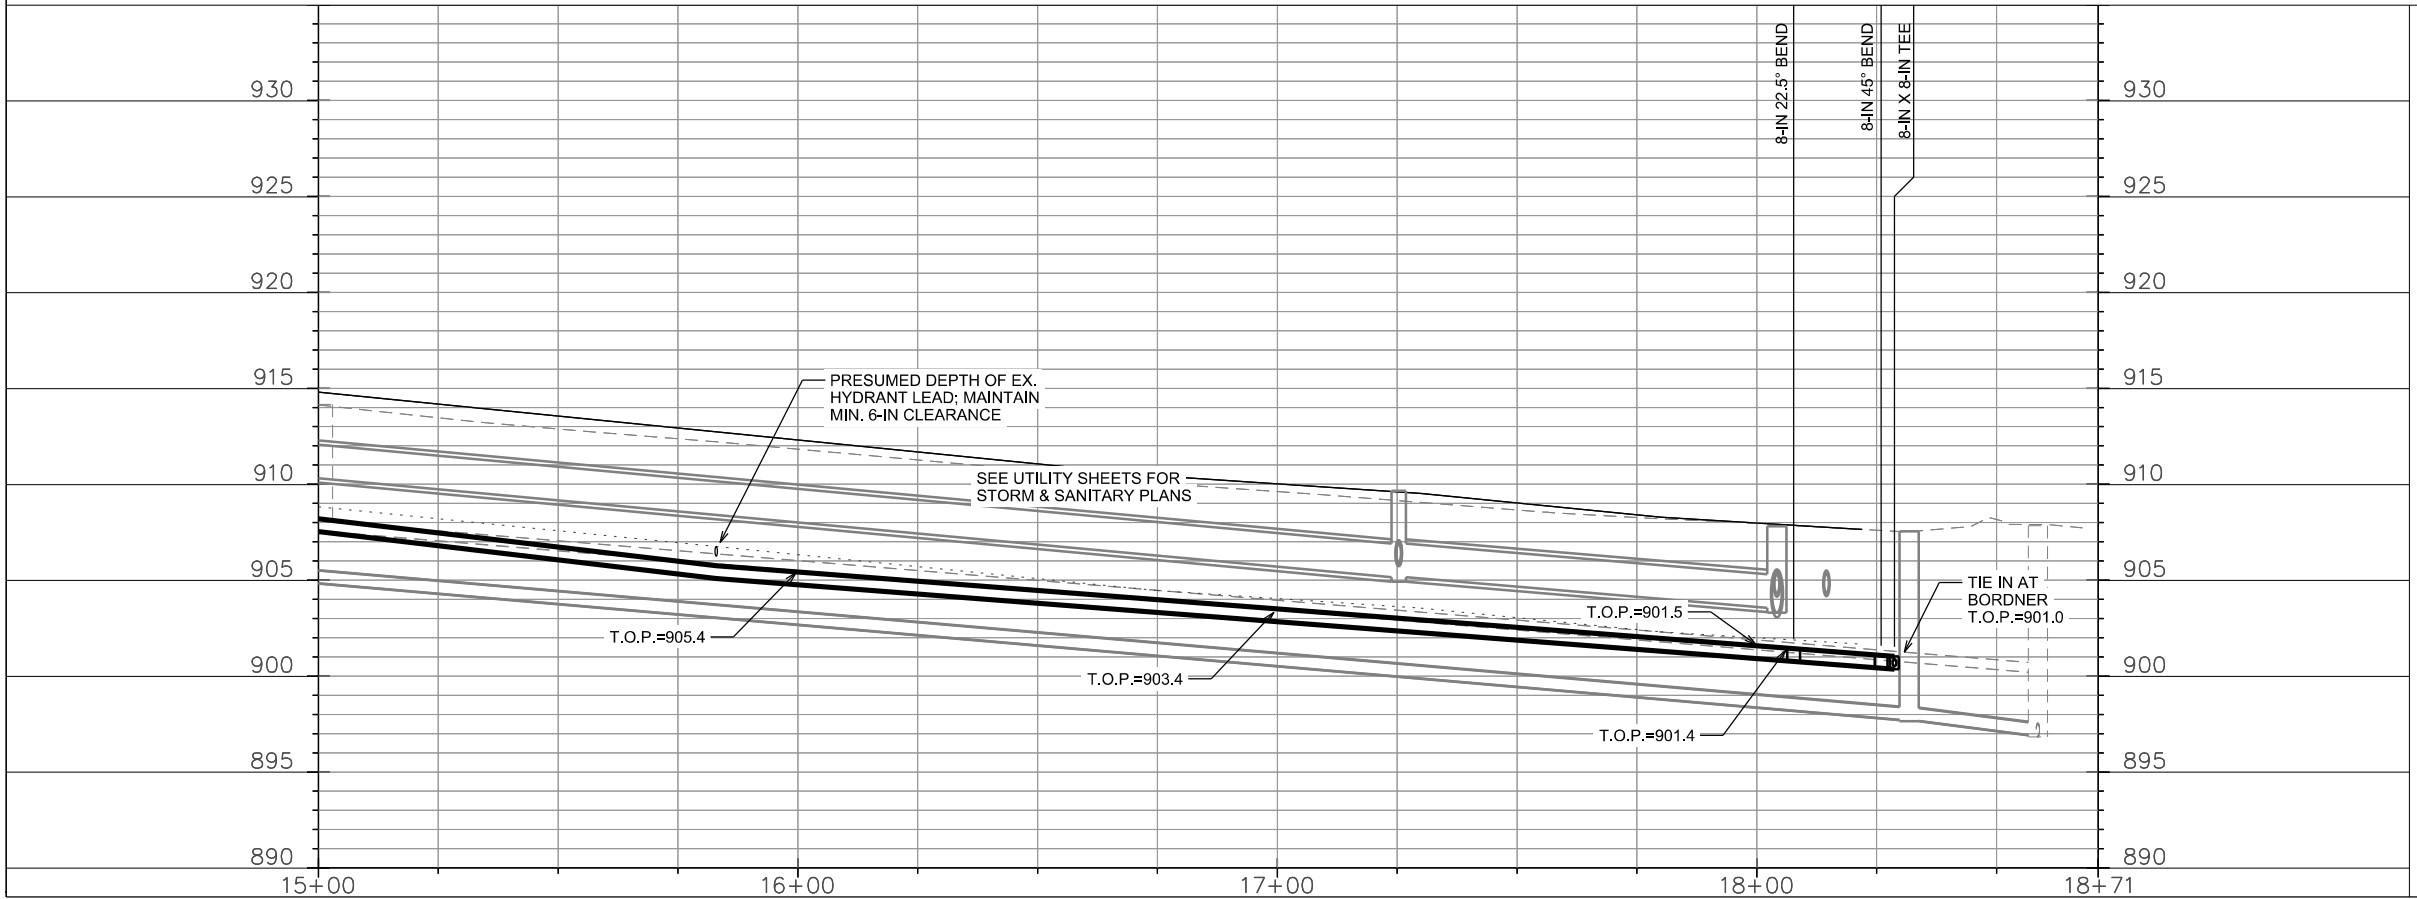 8-IN 22.5° BEND
8-IN 45° BEND
8-IN X 8-IN TEE
930
930
925
925
920
920
915
915
PRESUMED DEPTH OF EX.
HYDRANT LEAD; MAINTAIN
MIN. 6-IN CLEARANCE
910
SEE UTILITY SHEETS FOR
STORM & SANITARY PLANS
910
905
905
TIE IN AT
BORDNER
T.O.P.=901.0
T.O.P.=901.5
T.O.P.=905.4
900
T.O.P.=903.4
900
T.O.P.=901.4
895
895
890
890
15+00
16+00
17+00
18+00
18+71